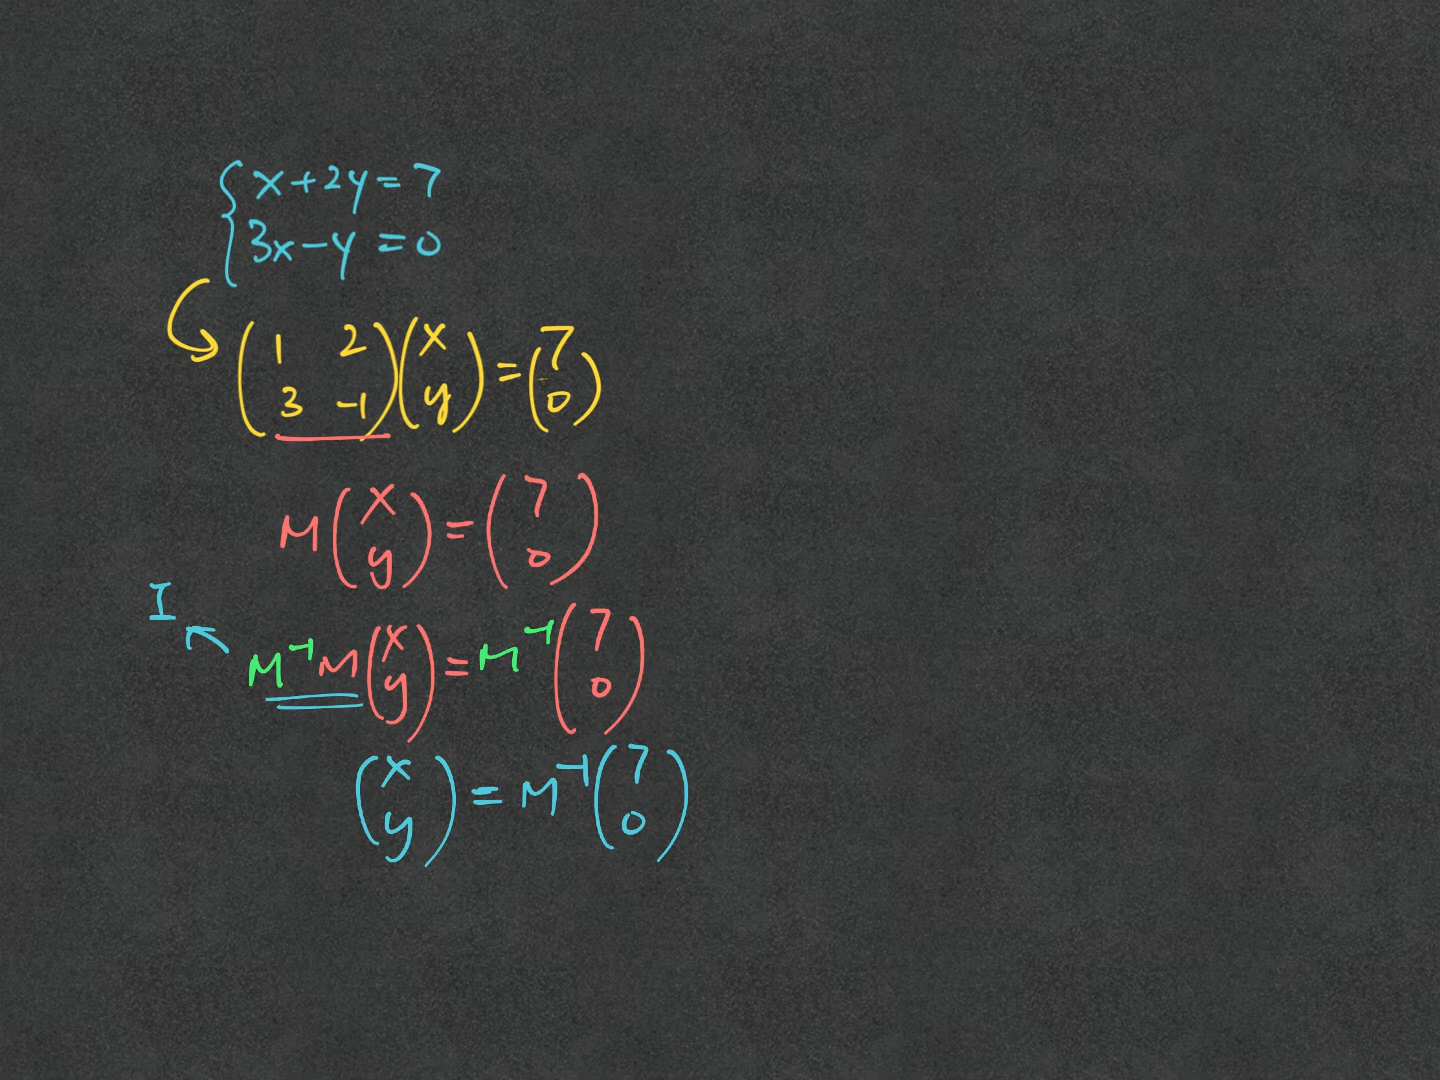 { x+2y=7
3x-y=0
( 1 2 ) ( x ) = ( 7 )
( 3 -1 ) ( y ) ( 0 )
M ( x ) = ( 7 )
( y ) ( 0 )
I
M⁻¹M ( x ) = M⁻¹ ( 7 )
( y ) ( 0 )
( x ) = M⁻¹ ( 7 )
( y ) ( 0 )